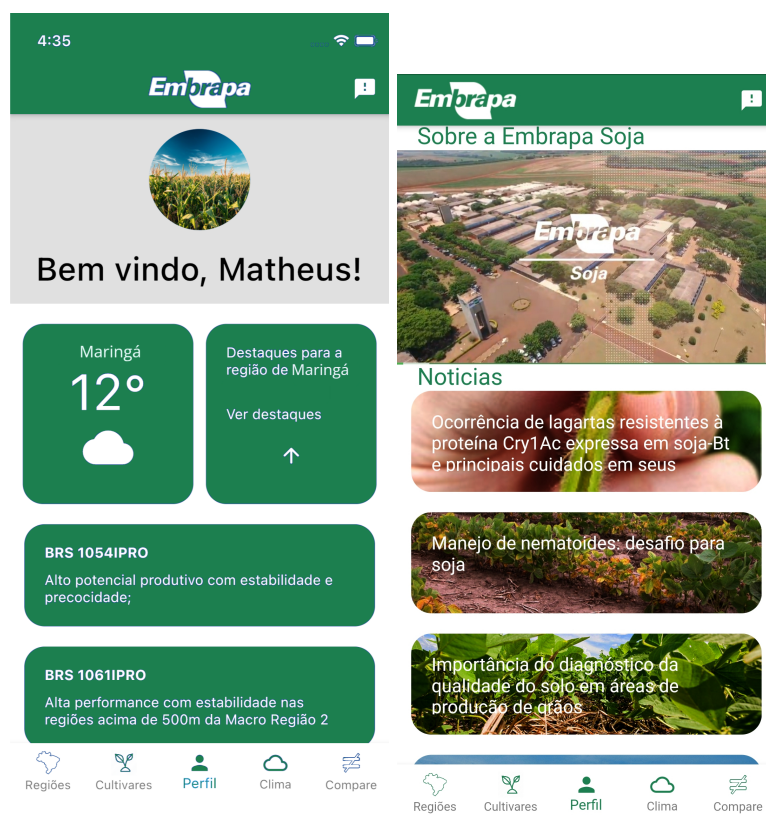 4:35
Embrapa
Bem vindo, Matheus!
Maringá
12°
Destaques para a
região de Maringá
Ver destaques
BRS 1054IPRO
Alto potencial produtivo com estabilidade e
precocidade;
BRS 1061IPRO
Alta performance com estabilidade nas
regiões acima de 500m da Macro Região 2
Regiões
Cultivares
Perfil
Clima
Compare
Embrapa
Sobre a Embrapa Soja
Embrapa
Soja
Noticias
Ocorrência de lagartas resistentes à
proteína Cry1Ac expressa em soja-Bt
e principais cuidados em seus
Manejo de nematoides: desafio para
soja
Importância do diagnóstico da
qualidade do solo em áreas de
produção de grãos
Regiões
Cultivares
Perfil
Clima
Compare